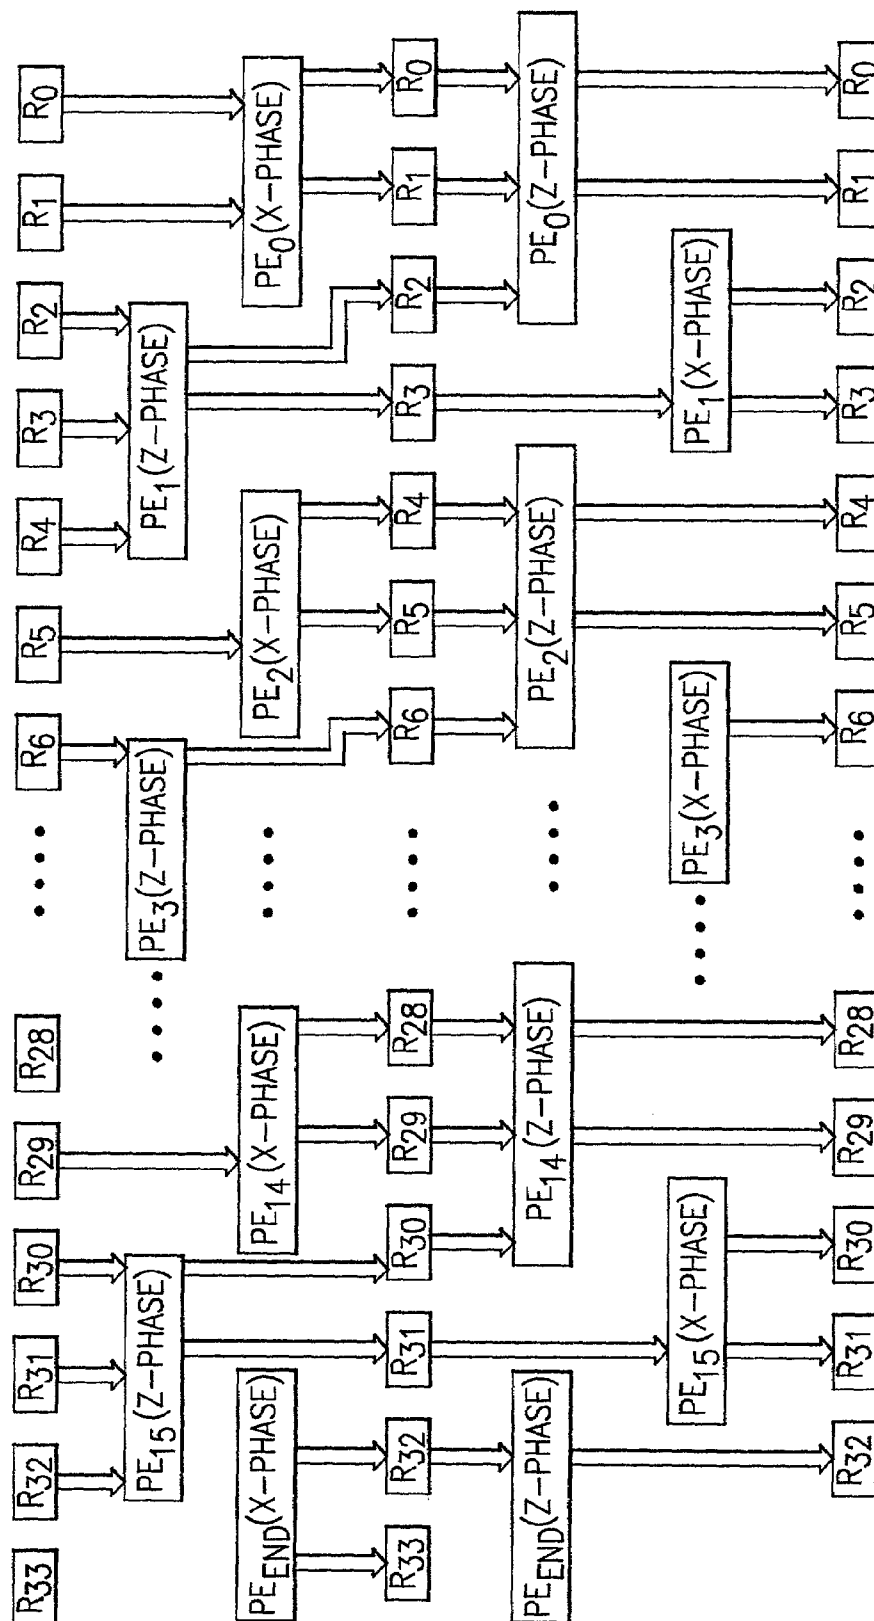 R33 R32 R31 R30 R29 R28 R6 R5 R4 R3 R2 R1 R0
PE15(Z-PHASE) PE3(Z-PHASE) PE1(Z-PHASE)
PEEND(X-PHASE) PE14(X-PHASE) PE2(X-PHASE) PE0(X-PHASE)
R33 R32 R31 R30 R29 R28 R6 R5 R4 R3 R2 R1 R0
PEEND(Z-PHASE) PE14(Z-PHASE) PE2(Z-PHASE) PE0(Z-PHASE)
PE15(X-PHASE) PE3(X-PHASE) PE1(X-PHASE)
R32 R31 R30 R29 R28 R6 R5 R4 R3 R2 R1 R0